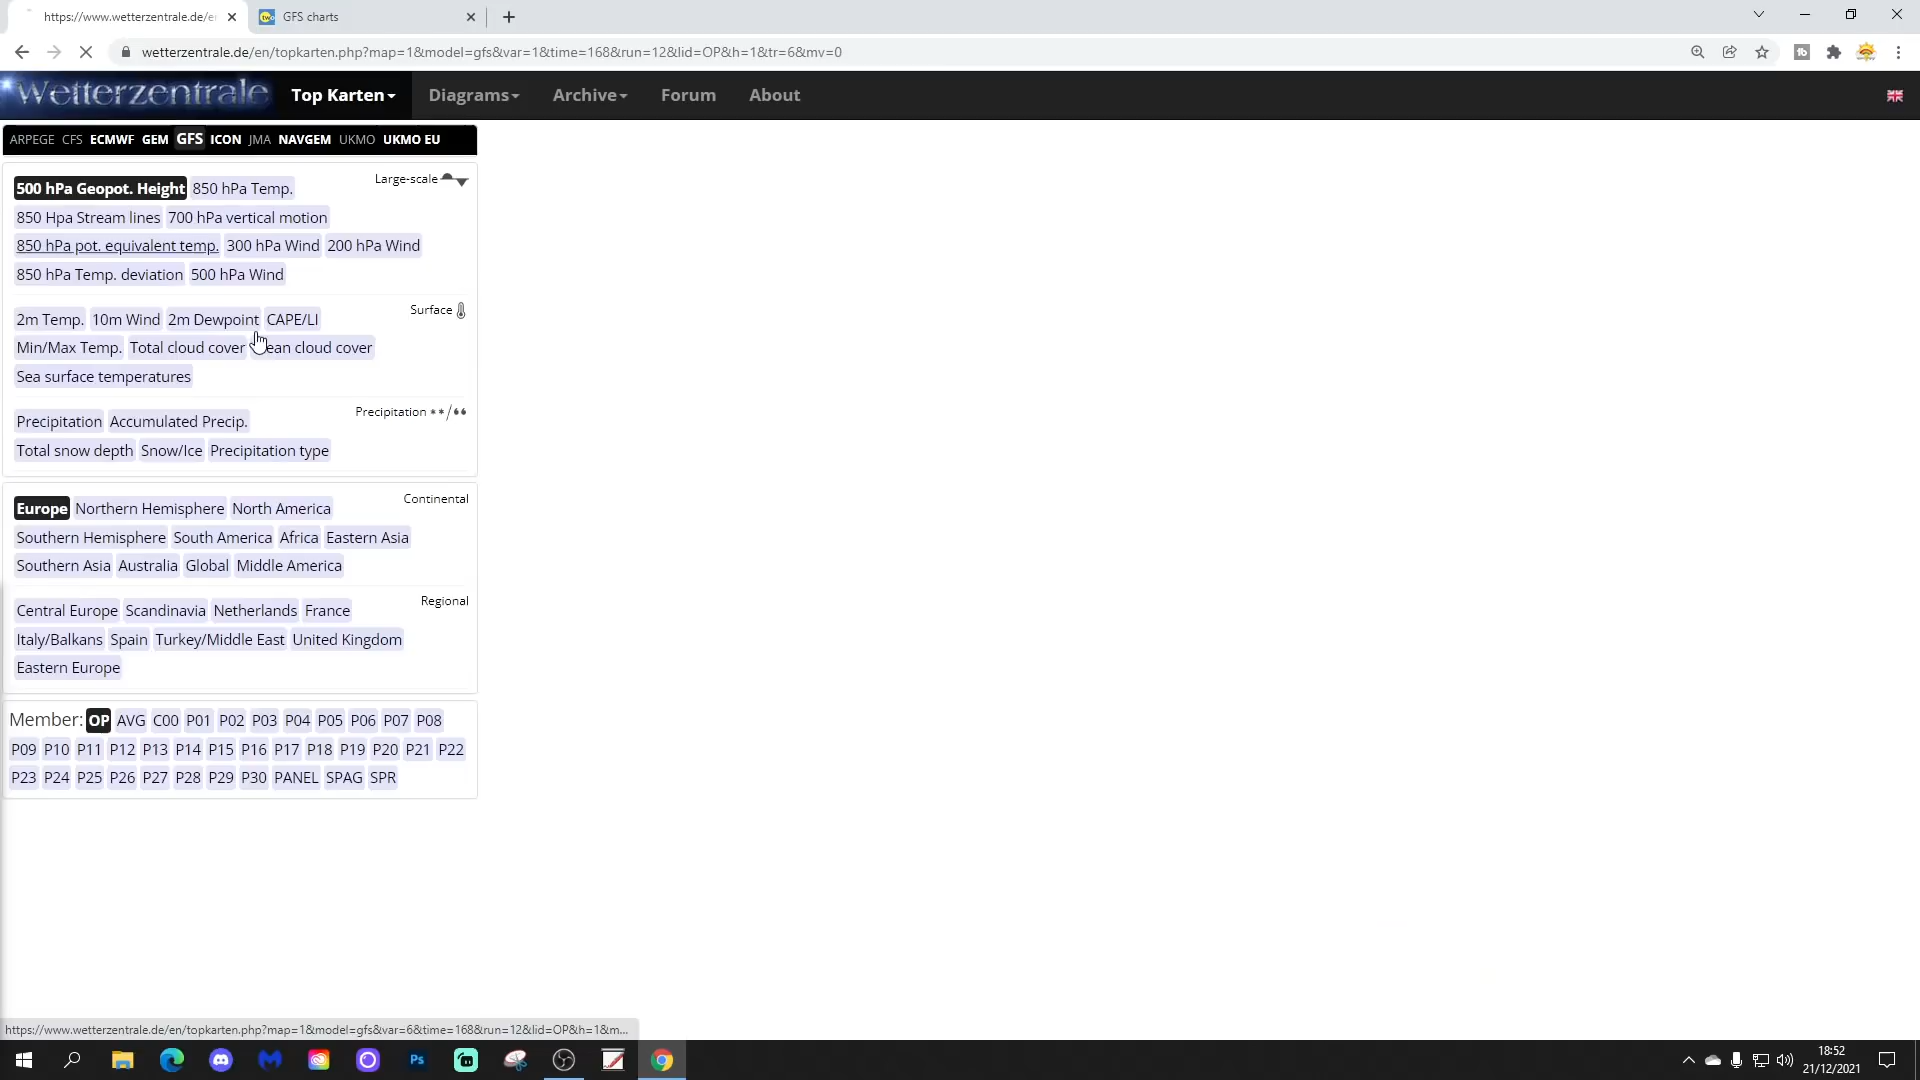 https://www.wetterzentrale.de/e
GFS charts
wetterzentrale.de/en/topkarten.php?map=1&model=gfs&var=1&time=168&run=12&lid=OP&h=1&tr=6&mv=0
Wetterzentrale Top Karten Diagrams Archive Forum About
ARPEGE CFS ECMWF GEM GFS ICON JMA NAVGEM UKMO UKMO EU
Large-scale
500 hPa Geopot. Height 850 hPa Temp.
850 Hpa Stream lines 700 hPa vertical motion
850 hPa pot. equivalent temp. 300 hPa Wind 200 hPa Wind
850 hPa Temp. deviation 500 hPa Wind
Surface
2m Temp. 10m Wind 2m Dewpoint CAPE/LI
Min/Max Temp. Total cloud cover ean cloud cover
Sea surface temperatures
Precipitation **/
Precipitation Accumulated Precip.
Total snow depth Snow/Ice Precipitation type
Continental
Europe Northern Hemisphere North America
Southern Hemisphere South America Africa Eastern Asia
Southern Asia Australia Global Middle America
Regional
Central Europe Scandinavia Netherlands France
Italy/Balkans Spain Turkey/Middle East United Kingdom
Eastern Europe
Member: OP AVG C00 P01 P02 P03 P04 P05 P06 P07 P08
P09 P10 P11 P12 P13 P14 P15 P16 P17 P18 P19 P20 P21 P22
P23 P24 P25 P26 P27 P28 P29 P30 PANEL SPAG SPR
https://www.wetterzentrale.de/en/topkarten.php?map=1&model=gfs&var=6&time=168&run=12&lid=OP&h=1&m...
Ps
18:52
21/12/2021